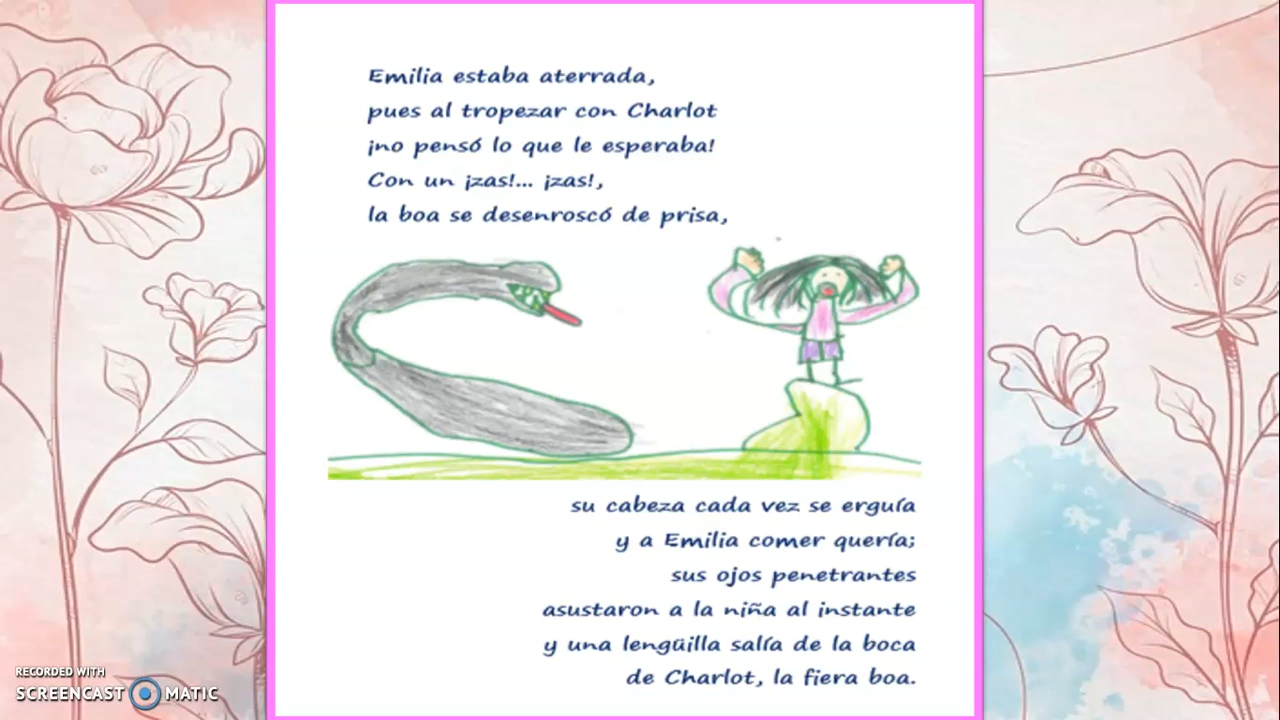 Emilia estaba aterrada,
pues al tropezar con Charlot
¡no pensó lo que le esperaba!
Con un ¡zas!... ¡zas!,
la boa se desenroscó de prisa,
su cabeza cada vez se erguía
y a Emilia comer quería;
sus ojos penetrantes
asustaron a la niña al instante
y una lengüilla salía de la boca
de Charlot, la fiera boa.
RECORDED WITH
SCREENCAST MATIC